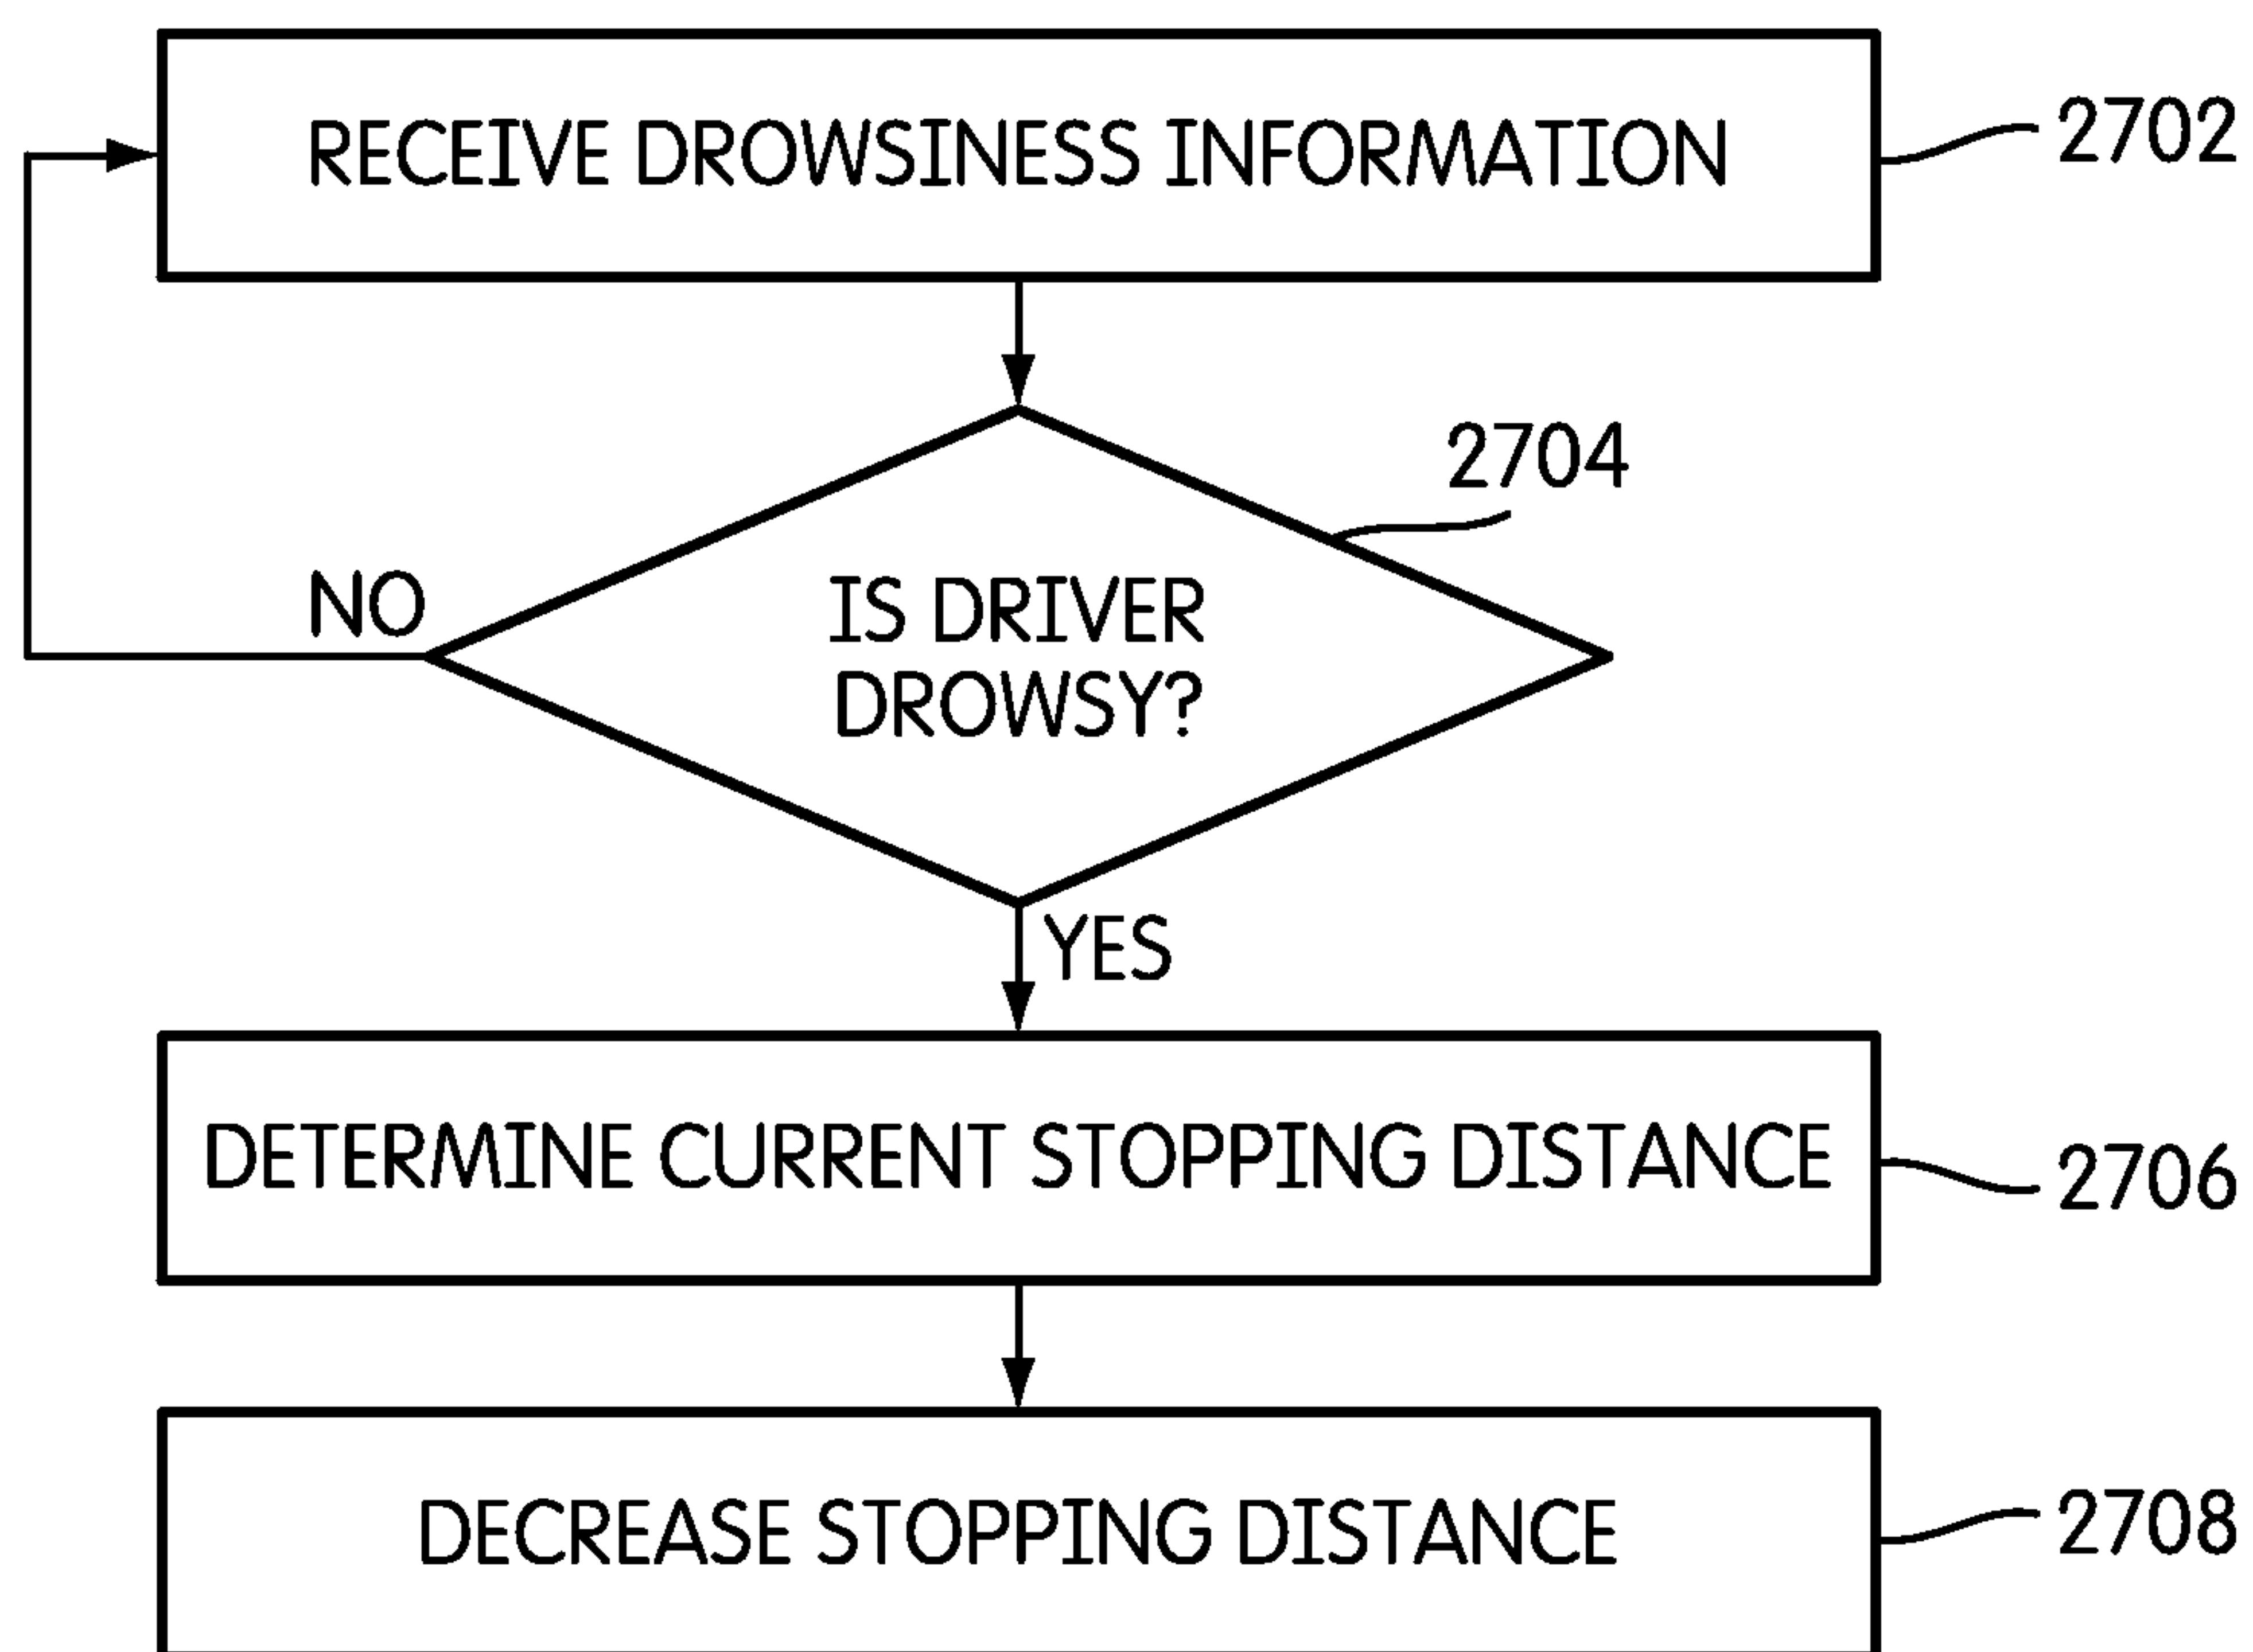 RECEIVE DROWSINESS INFORMATION
2702
2704
IS DRIVER
DROWSY?
NO
YES
DETERMINE CURRENT STOPPING DISTANCE
2706
DECREASE STOPPING DISTANCE
2708